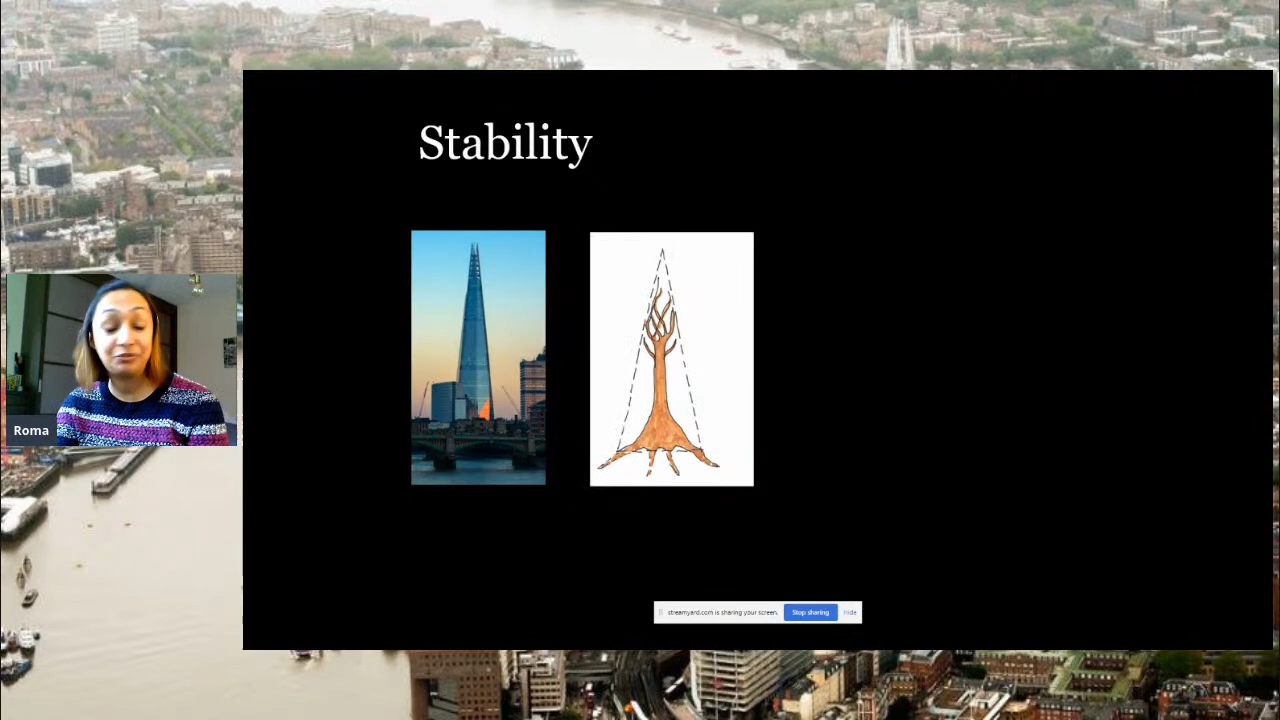 Stability
Roma
streamyard.com is sharing your screen.
Stop sharing
Hide